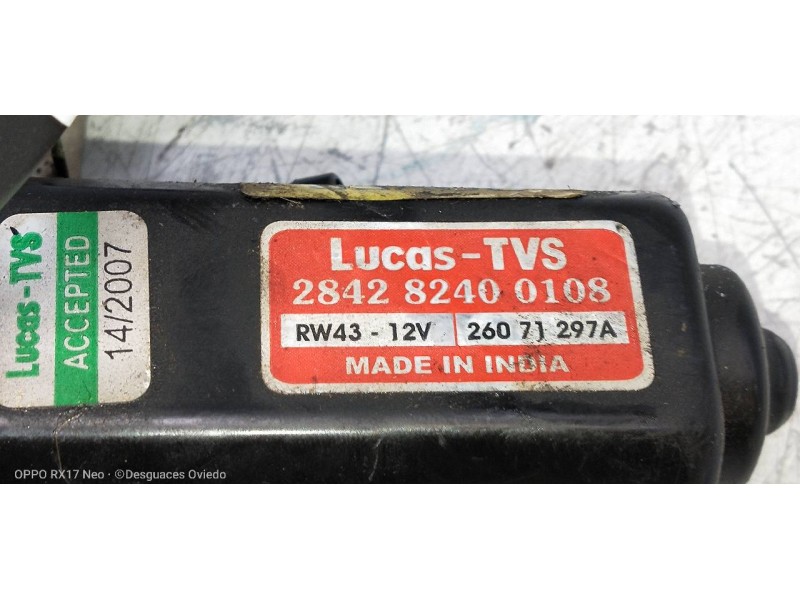 Lucas-TVS
ACCEPTED
14/2007
Lucas-TVS
2842 8240 0108
RW43 - 12V
260 71 297A
MADE IN INDIA
OPPO RX17 Neo · ©Desguaces Oviedo